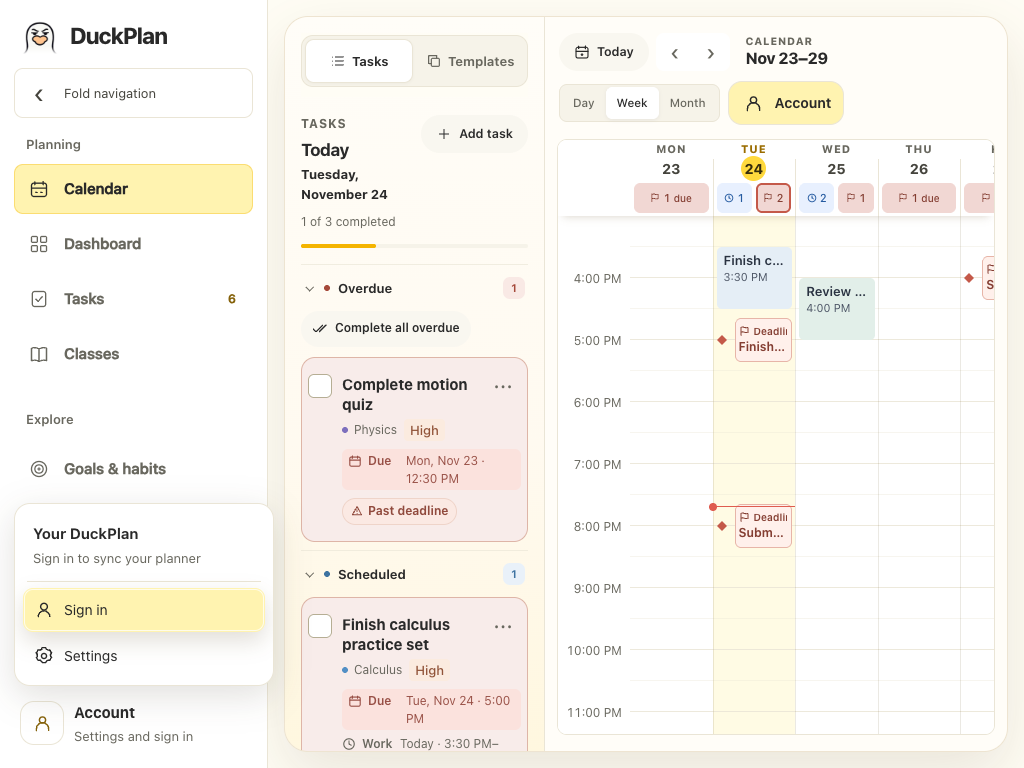 DuckPlan
Fold navigation
Planning
Calendar
Dashboard
Tasks
6
Classes
Explore
Goals & habits
Your DuckPlan
Sign in to sync your planner
Sign in
Settings
Account
Settings and sign in
Tasks
Templates
TASKS
Today
Tuesday,
November 24
Add task
1 of 3 completed
Overdue
1
Complete all overdue
Complete motion
quiz
Physics
High
Due
Mon, Nov 23 ·
12:30 PM
Past deadline
Scheduled
1
Finish calculus
practice set
Calculus
High
Due
Tue, Nov 24 · 5:00
PM
Work
Today · 3:30 PM–
Today
CALENDAR
Nov 23–29
Day
Week
Month
Account
MON
23
TUE
24
WED
25
THU
26
1 due
1
2
2
1
1 due
4:00 PM
5:00 PM
6:00 PM
7:00 PM
8:00 PM
9:00 PM
10:00 PM
11:00 PM
Finish c...
3:30 PM
Review ...
4:00 PM
Finish...
Subm...